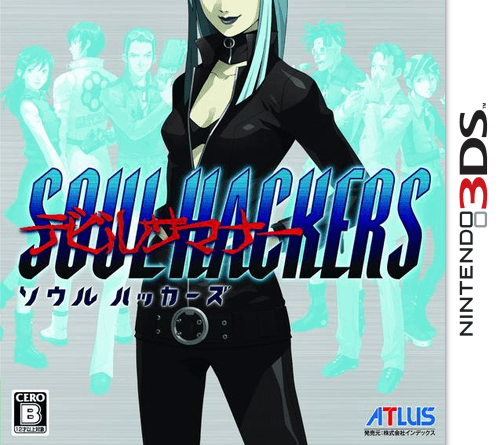 SOUL HACKERS
デビルサマナー
ソウル ハッカーズ
NINTENDO 3DS
TM
CERO
B
12才以上対象
ATLUS
発売元:株式会社インデックス